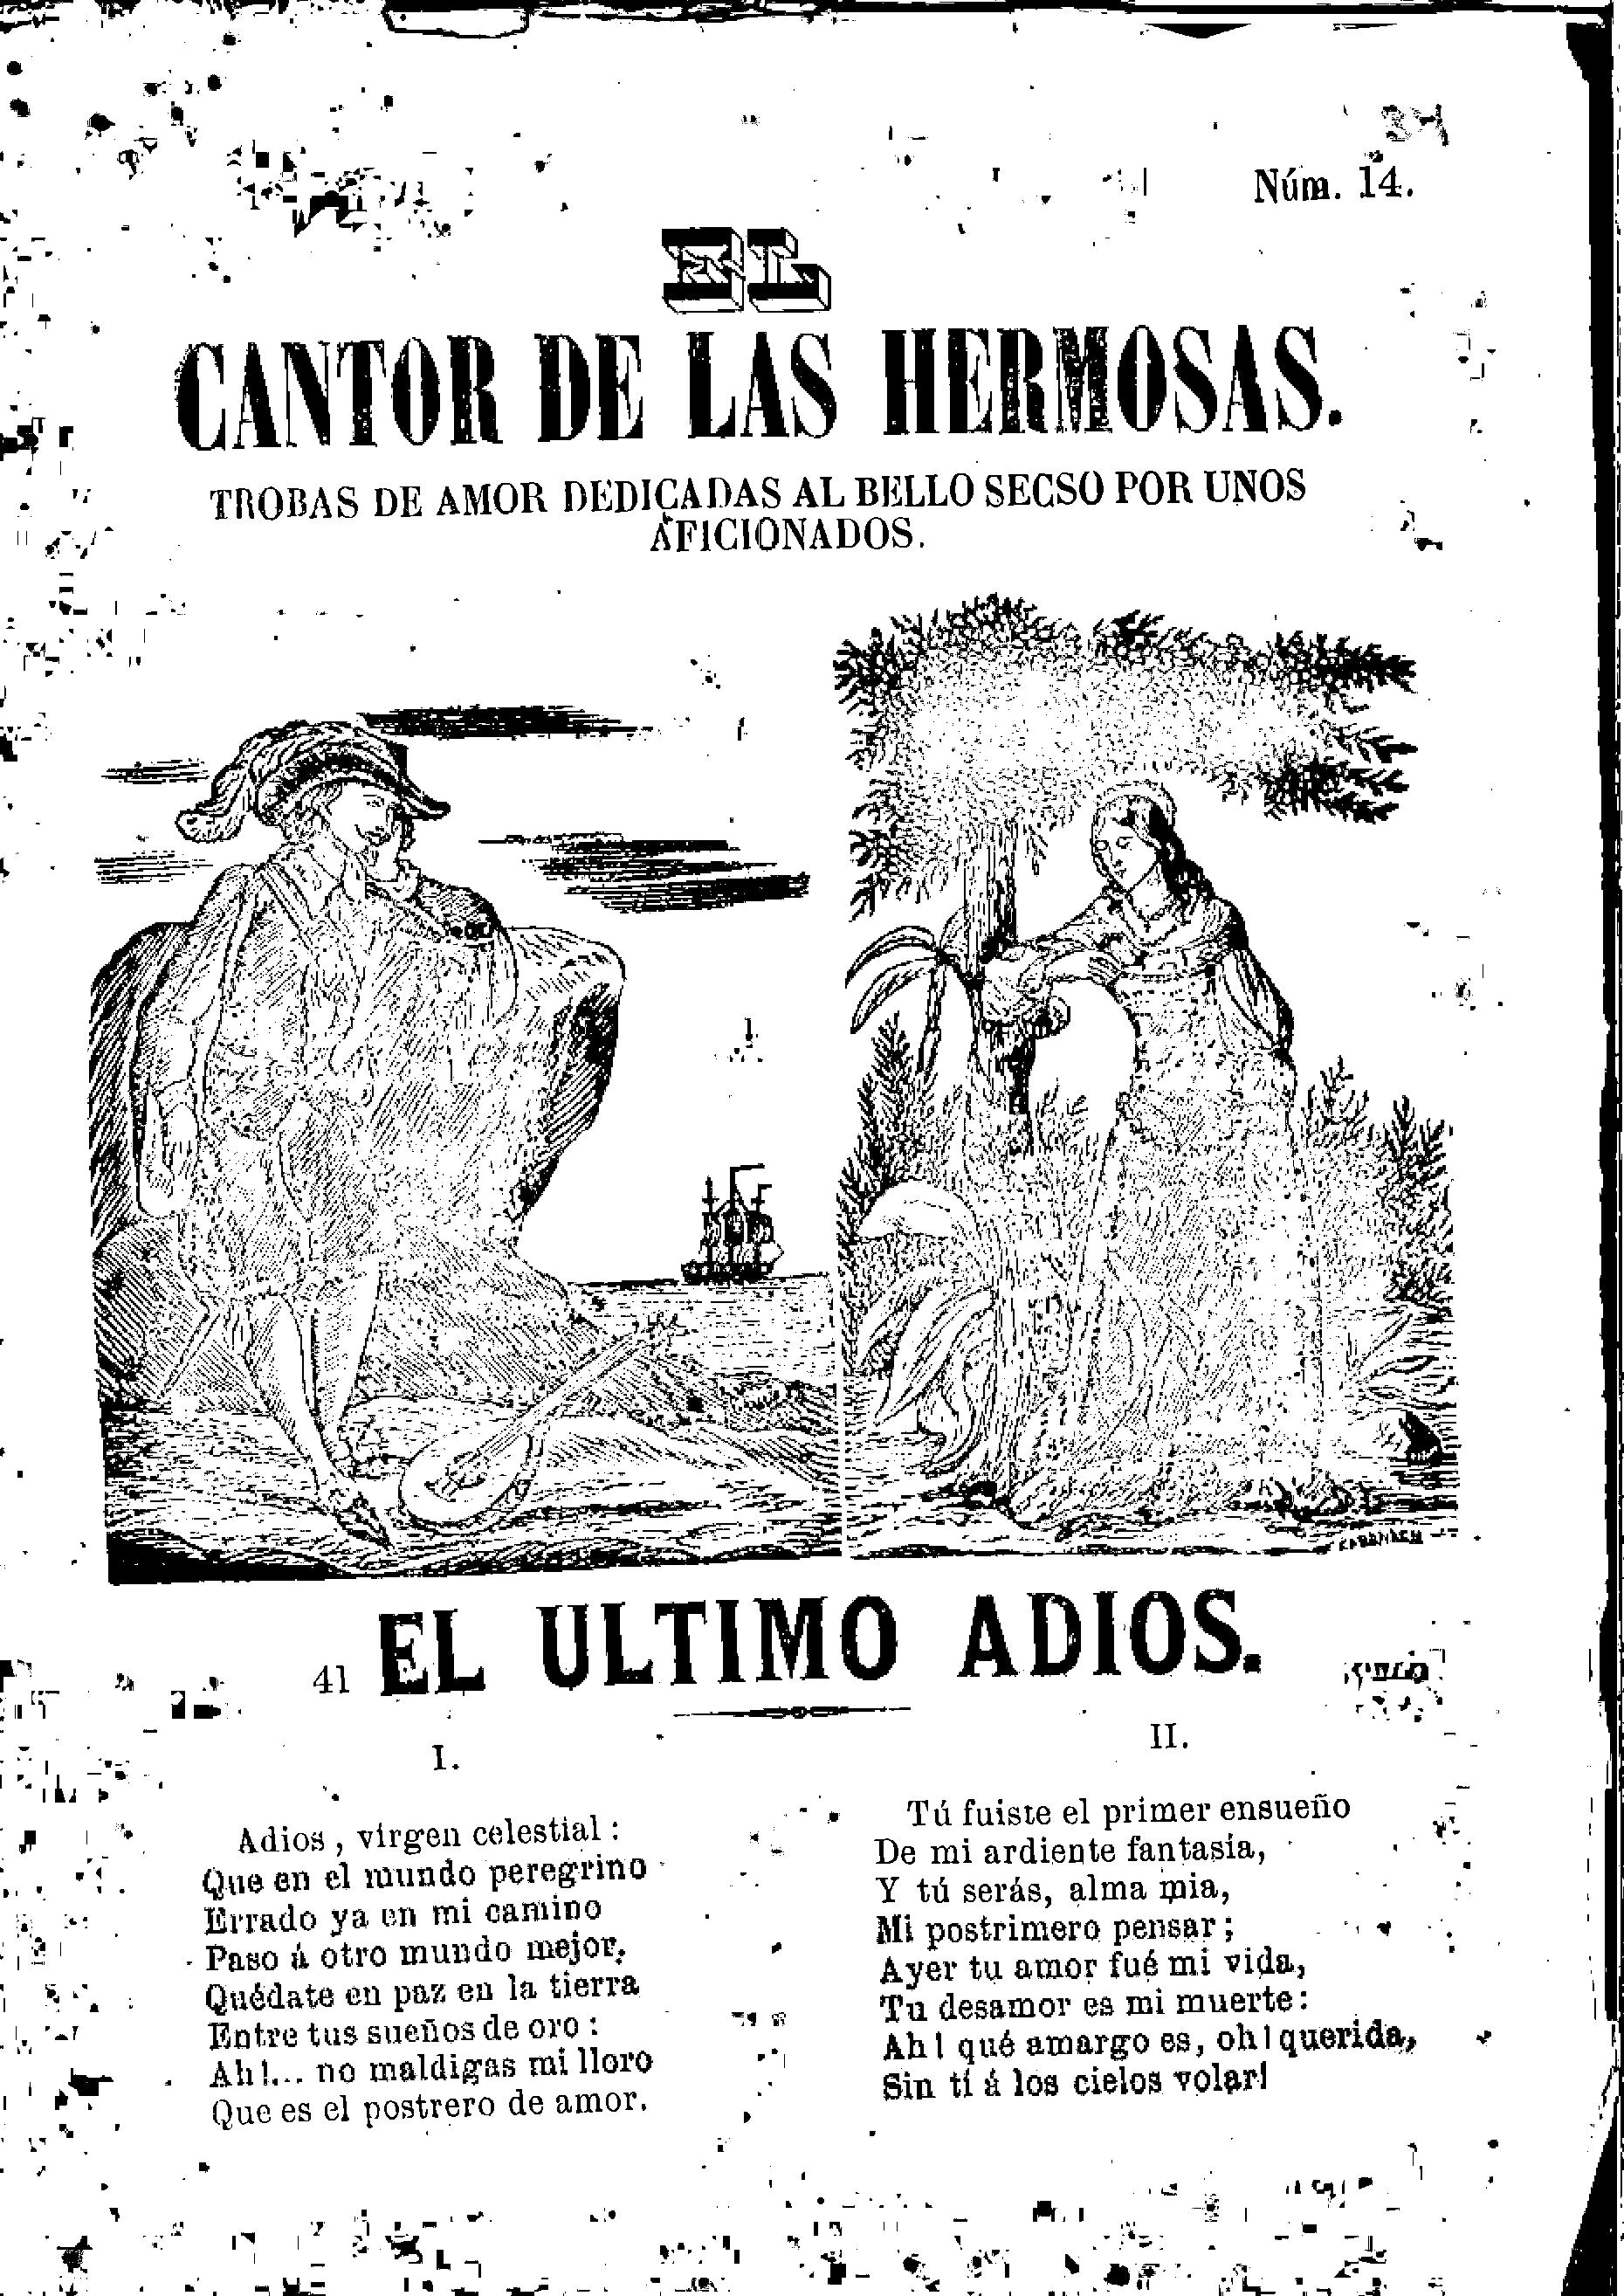 34
Núm. 14.
EL
CANTOR DE LAS HERMOSAS.
TROBAS DE AMOR DEDICADAS AL BELLO SECSO POR UNOS
AFICIONADOS.
EL ULTIMO ADIOS.
41
I.
Adios, virgen celestial:
Que en el mundo peregrino
Errado ya en mi camino
Paso á otro mundo mejor.
Quédate en paz en la tierra
Entre tus sueños de oro:
Ah!... no maldigas mi lloro
Que es el postrero de amor.
II.
Tú fuiste el primer ensueño
De mi ardiente fantasia,
Y tú serás, alma mia,
Mi postrimero pensar;
Ayer tu amor fué mi vida,
Tu desamor es mi muerte:
Ah! qué amargo es, oh! querida,
Sin tí á los cielos volar!